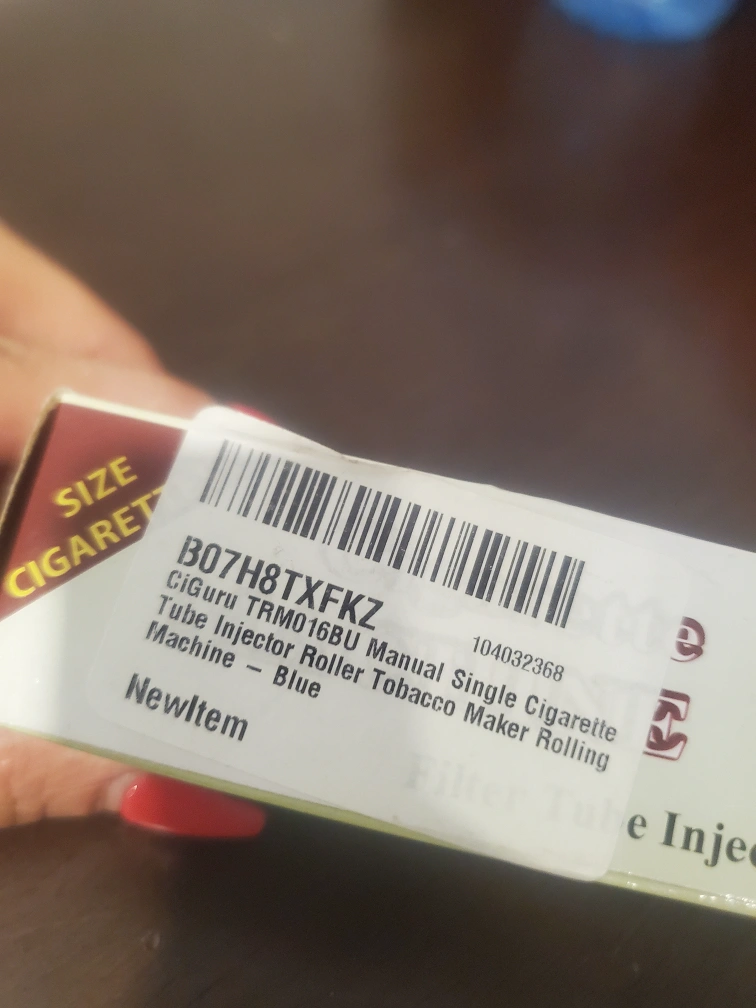 SIZE
CIGARET
B07H8TXFKZ
104032368
CiGuru TRM016BU Manual Single Cigarette
Tube Injector Roller Tobacco Maker Rolling
Machine – Blue
NewItem
Filter Tube Injec